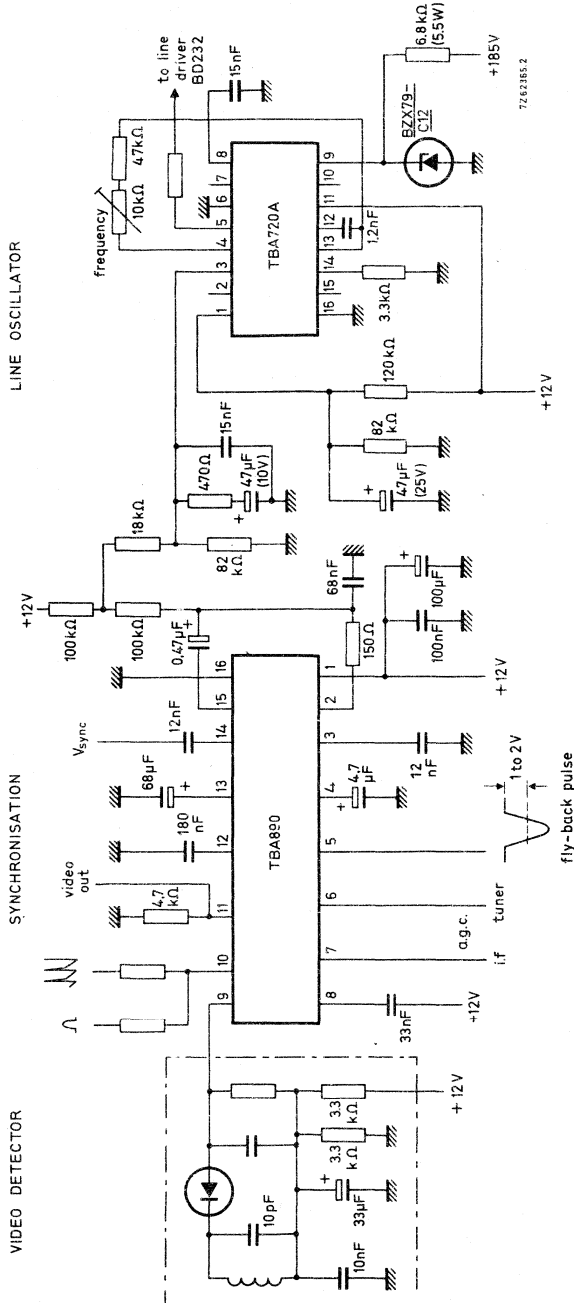 VIDEO DETECTOR
SYNCHRONISATION
LINE OSCILLATOR
10pF
10nF
33µF
+
3.3
kΩ
3.3
kΩ
+12V
video
out
4.7
kΩ
180
nF
68µF
+
12nF
Vsync
0,47µF
+
100kΩ
100kΩ
+12V
18kΩ
82
kΩ
9
10
11
12
13
14
15
16
TBA890
8
7
6
5
4
3
2
1
33nF
+12V
i.f
a.g.c.
tuner
1 to 2V
fly-back pulse
+
4.7
µF
12
nF
150Ω
68nF
+12V
100nF
+
100µF
470Ω
47µF
(10V)
+
15nF
+
47µF
(25V)
82
kΩ
120kΩ
+12V
3.3kΩ
1
2
3
4
5
6
7
8
TBA720A
16
15
14
13
12
11
10
9
1.2nF
frequency
10kΩ
47kΩ
to line
driver
BD232
15nF
BZX79-
C12
6.8kΩ
(5.5W)
+185V
7Z62365.2